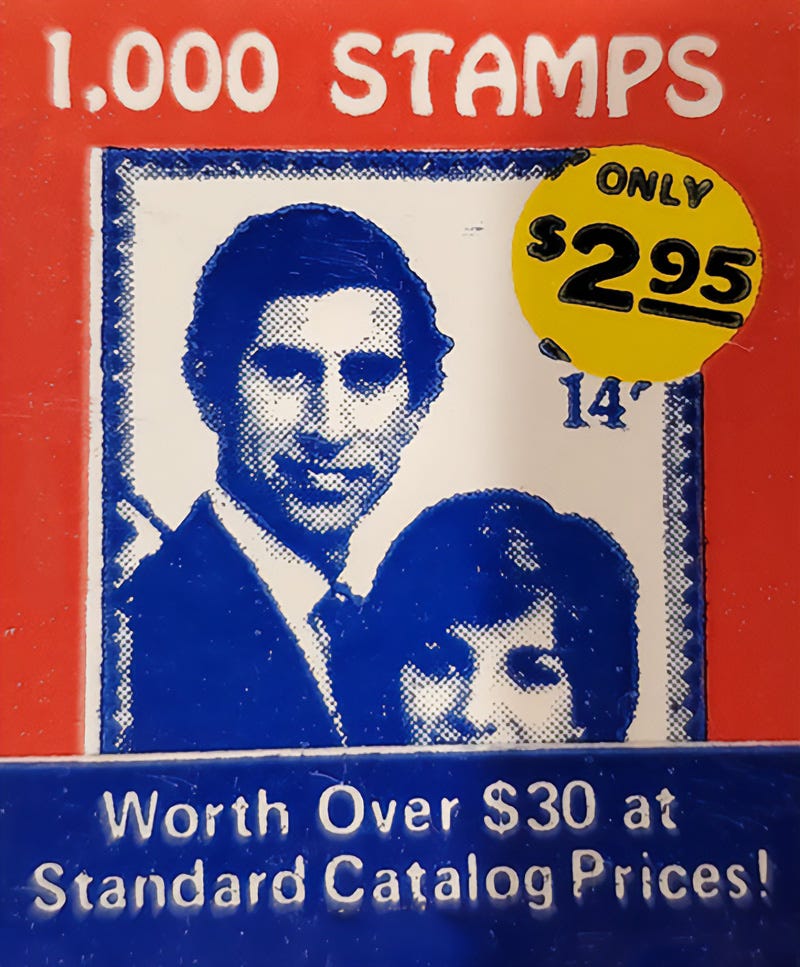 1,000 STAMPS
ONLY
$2.95
14
Worth Over $30 at
Standard Catalog Prices!